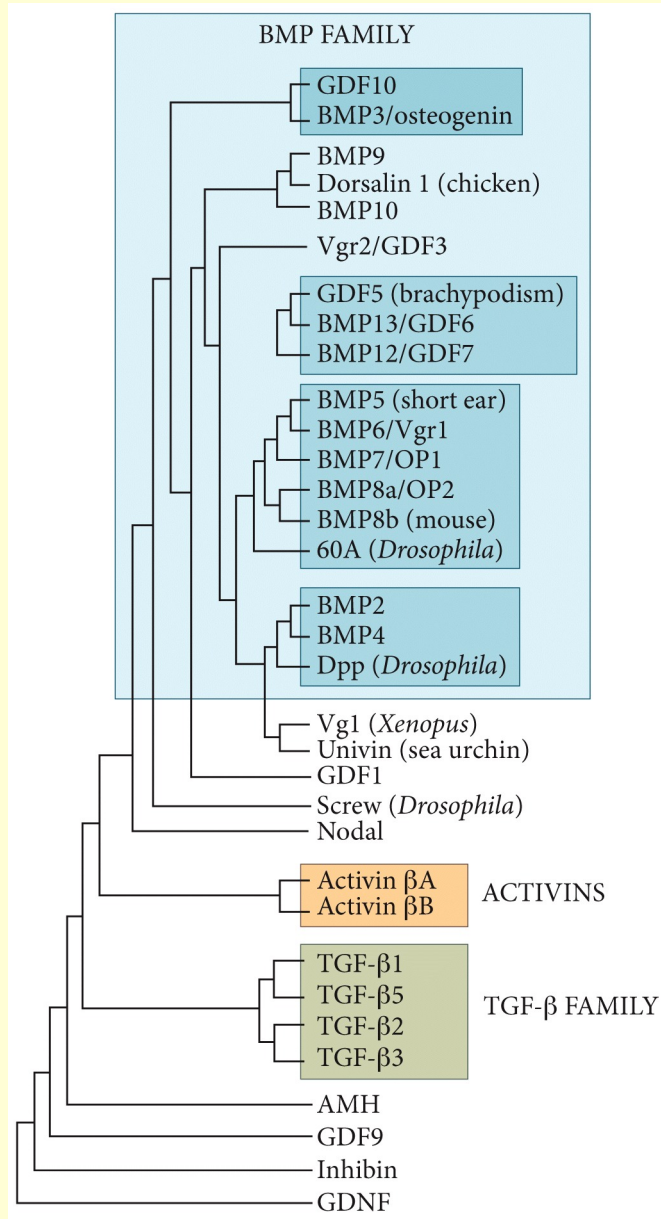 BMP FAMILY
GDF10
BMP3/osteogenin
BMP9
Dorsalin 1 (chicken)
BMP10
Vgr2/GDF3
GDF5 (brachypodism)
BMP13/GDF6
BMP12/GDF7
BMP5 (short ear)
BMP6/Vgr1
BMP7/OP1
BMP8a/OP2
BMP8b (mouse)
60A (Drosophila)
BMP2
BMP4
Dpp (Drosophila)
Vg1 (Xenopus)
Univin (sea urchin)
GDF1
Screw (Drosophila)
Nodal
Activin βA
Activin βB
ACTIVINS
TGF-β1
TGF-β5
TGF-β2
TGF-β3
TGF-β FAMILY
AMH
GDF9
Inhibin
GDNF